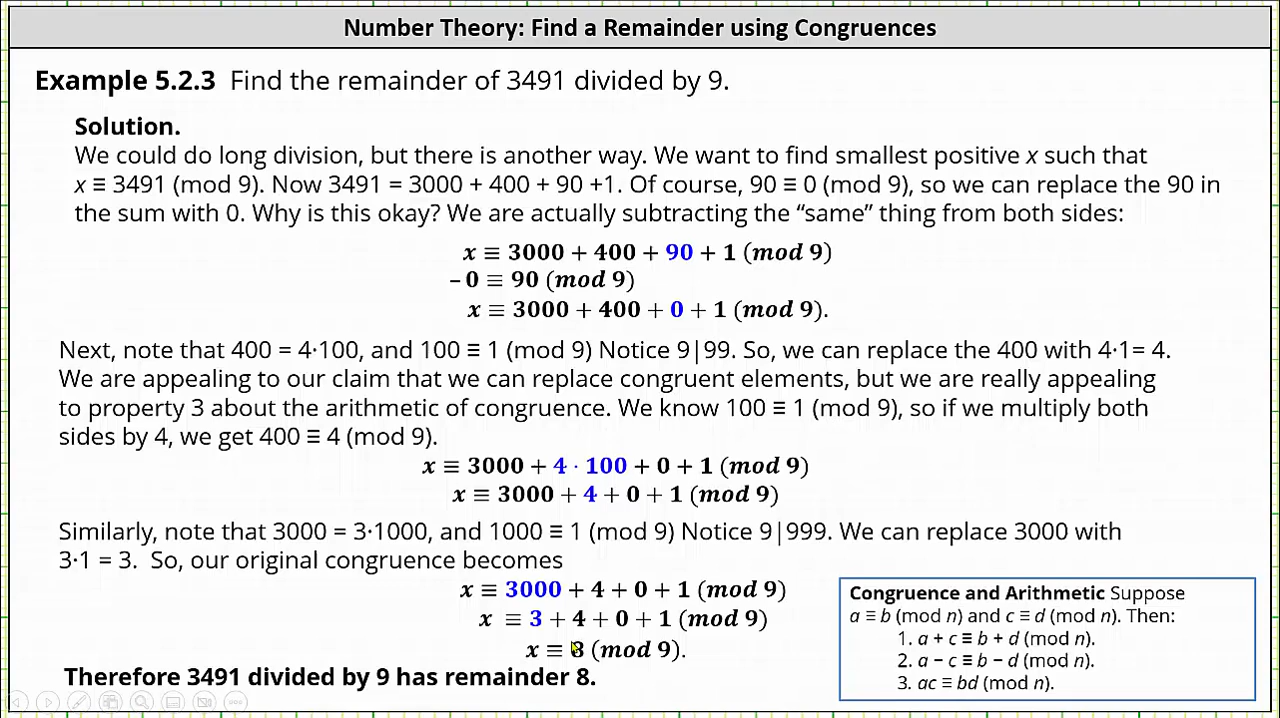 Number Theory: Find a Remainder using Congruences
Example 5.2.3 Find the remainder of 3491 divided by 9.
Solution.
We could do long division, but there is another way. We want to find smallest positive x such that
x ≡ 3491 (mod 9). Now 3491 = 3000 + 400 + 90 +1. Of course, 90 ≡ 0 (mod 9), so we can replace the 90 in
the sum with 0. Why is this okay? We are actually subtracting the “same” thing from both sides:
x ≡ 3000 + 400 + 90 + 1 (mod 9)
– 0 ≡ 90 (mod 9)
x ≡ 3000 + 400 + 0 + 1 (mod 9).
Next, note that 400 = 4·100, and 100 ≡ 1 (mod 9) Notice 9|99. So, we can replace the 400 with 4·1= 4.
We are appealing to our claim that we can replace congruent elements, but we are really appealing
to property 3 about the arithmetic of congruence. We know 100 ≡ 1 (mod 9), so if we multiply both
sides by 4, we get 400 ≡ 4 (mod 9).
x ≡ 3000 + 4 · 100 + 0 + 1 (mod 9)
x ≡ 3000 + 4 + 0 + 1 (mod 9)
Similarly, note that 3000 = 3·1000, and 1000 ≡ 1 (mod 9) Notice 9|999. We can replace 3000 with
3·1 = 3. So, our original congruence becomes
x ≡ 3000 + 4 + 0 + 1 (mod 9)
x ≡ 3 + 4 + 0 + 1 (mod 9)
x ≡ 8 (mod 9).
Therefore 3491 divided by 9 has remainder 8.
Congruence and Arithmetic Suppose
a ≡ b (mod n) and c ≡ d (mod n). Then:
1. a + c ≡ b + d (mod n).
2. a − c ≡ b − d (mod n).
3. ac ≡ bd (mod n).